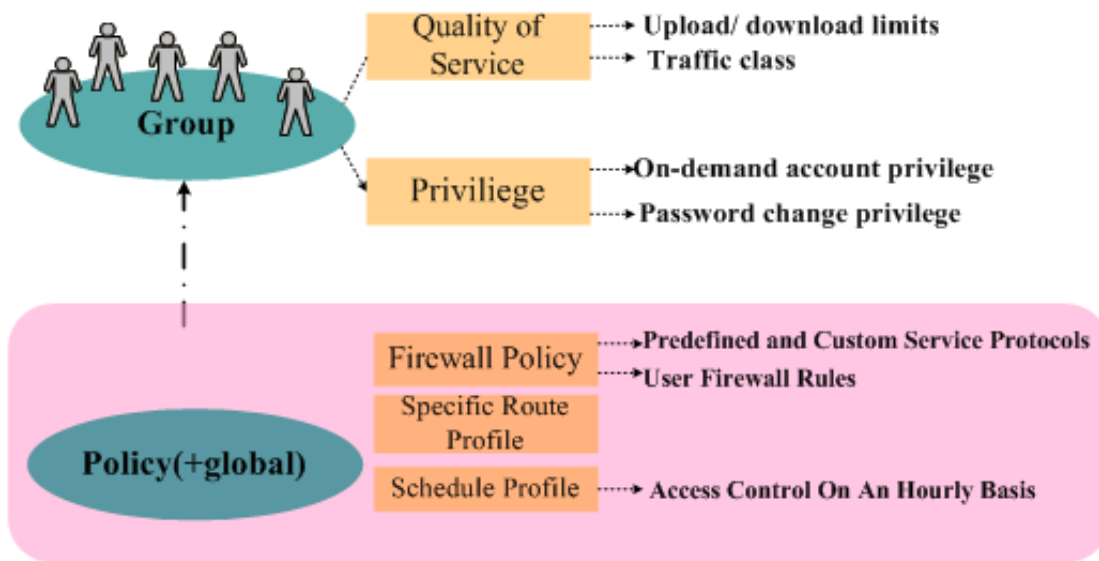 Quality of
Service
Upload/ download limits
Traffic class
Group
Priviliege
On-demand account privilege
Password change privilege
Firewall Policy
Predefined and Custom Service Protocols
User Firewall Rules
Specific Route
Profile
Policy(+global)
Schedule Profile
Access Control On An Hourly Basis